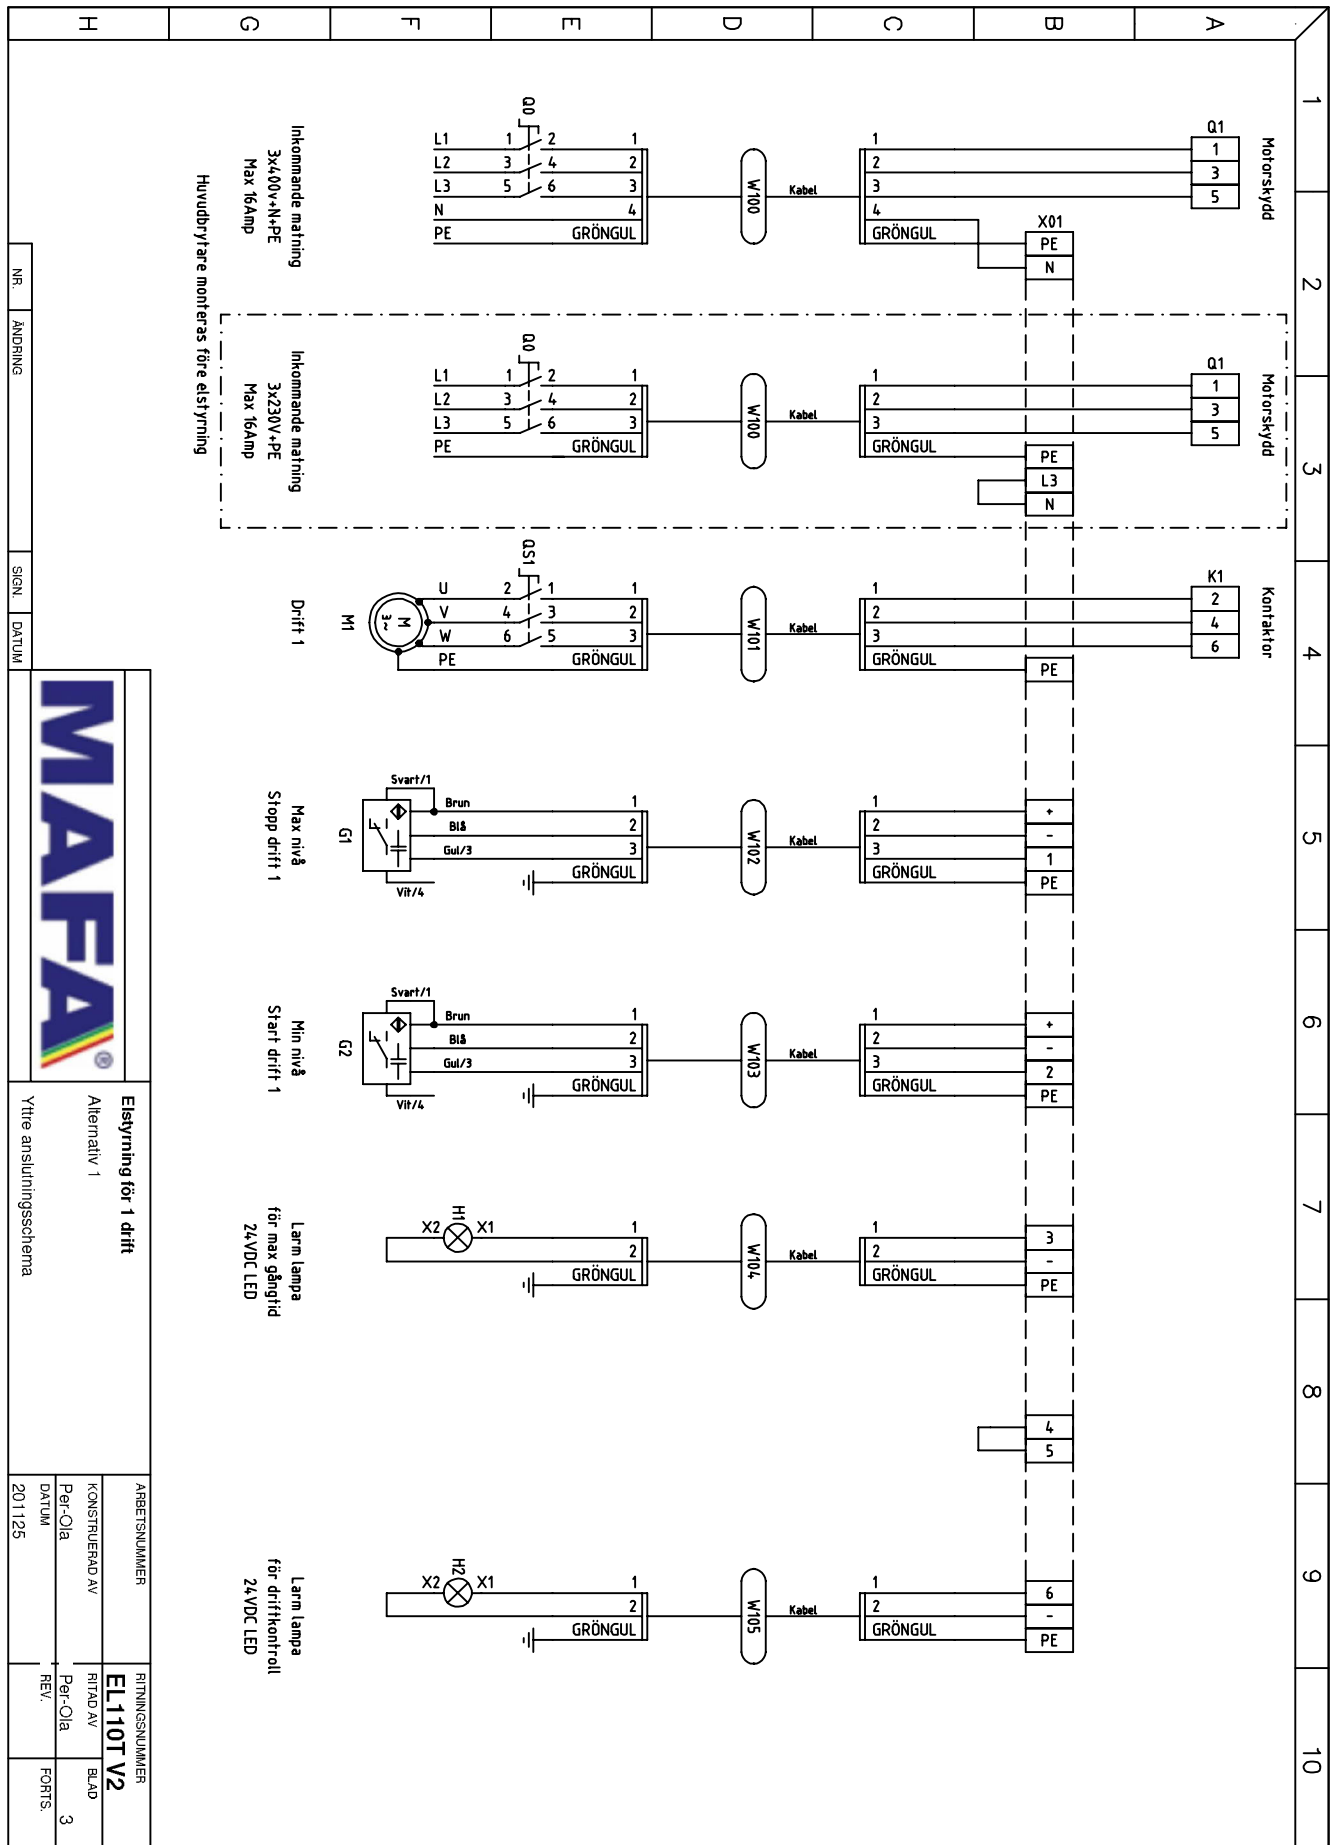 A B C D E F G H
1 2 3 4 5 6 7 8 9 10
Motorskydd
Q1
1
3
5
X01
PE
N
1
2
3
4
GRÖNGUL
Kabel
W100
1
2
3
4
GRÖNGUL
Q0
1 2
3 4
5 6
L1
L2
L3
N
PE
Inkommande matning
3x400v+N+PE
Max 16Amp
Huvudbrytare monteras före elstyrning
Motorskydd
Q1
1
3
5
PE
L3
N
1
2
3
GRÖNGUL
Kabel
W100
1
2
3
GRÖNGUL
Q0
1 2
3 4
5 6
L1
L2
L3
PE
Inkommande matning
3x230V+PE
Max 16Amp
Kontaktor
K1
2
4
6
PE
1
2
3
GRÖNGUL
Kabel
W101
1
2
3
GRÖNGUL
QS1
2 1
4 3
6 5
U
V
W
PE
M
3~
M1
Drift 1
+
-
1
PE
1
2
3
GRÖNGUL
Kabel
W102
1
2
3
GRÖNGUL
Svart/1
Brun
Blå
Gul/3
Vit/4
G1
Max nivå
Stopp drift 1
+
-
2
PE
1
2
3
GRÖNGUL
Kabel
W103
1
2
3
GRÖNGUL
Svart/1
Brun
Blå
Gul/3
Vit/4
G2
Min nivå
Start drift 1
3
-
PE
1
2
GRÖNGUL
Kabel
W104
1
2
GRÖNGUL
H1
X2 X1
Larm lampa
för max gångtid
24VDC LED
4
5
6
-
PE
1
2
GRÖNGUL
Kabel
W105
1
2
GRÖNGUL
H2
X2 X1
Larm lampa
för driftkontroll
24VDC LED
NR. ÄNDRING SIGN. DATUM
MAFA®
Elstyrning för 1 drift
Alternativ 1
Yttre anslutningsschema
ARBETSNUMMER
RITNINGSNUMMER
EL110T V2
KONSTRUERAD AV
Per-Ola
RITAD AV
Per-Ola
BLAD
3
DATUM
201125
REV.
FORTS.